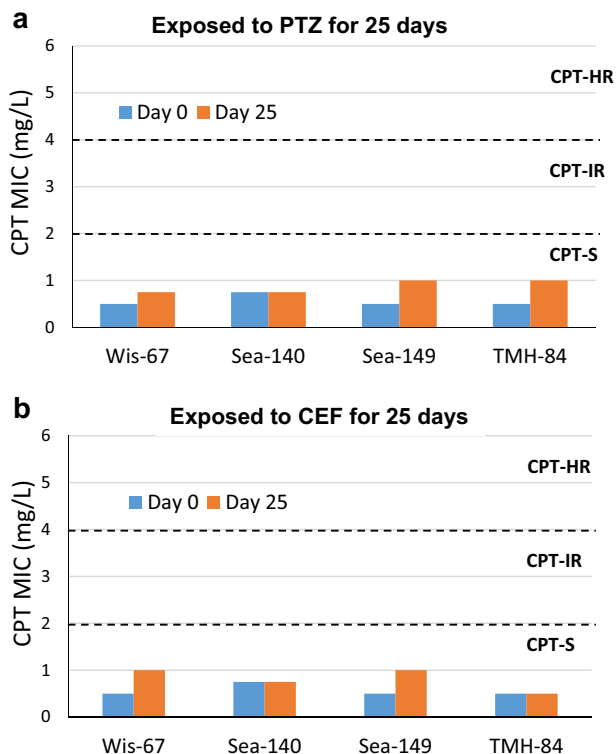 a
Exposed to PTZ for 25 days
CPT MIC (mg/L)
6
5
4
3
2
1
0
Day 0 Day 25
CPT-HR
CPT-IR
CPT-S
Wis-67 Sea-140 Sea-149 TMH-84
b
Exposed to CEF for 25 days
CPT MIC (mg/L)
6
5
4
3
2
1
0
Day 0 Day 25
CPT-HR
CPT-IR
CPT-S
Wis-67 Sea-140 Sea-149 TMH-84